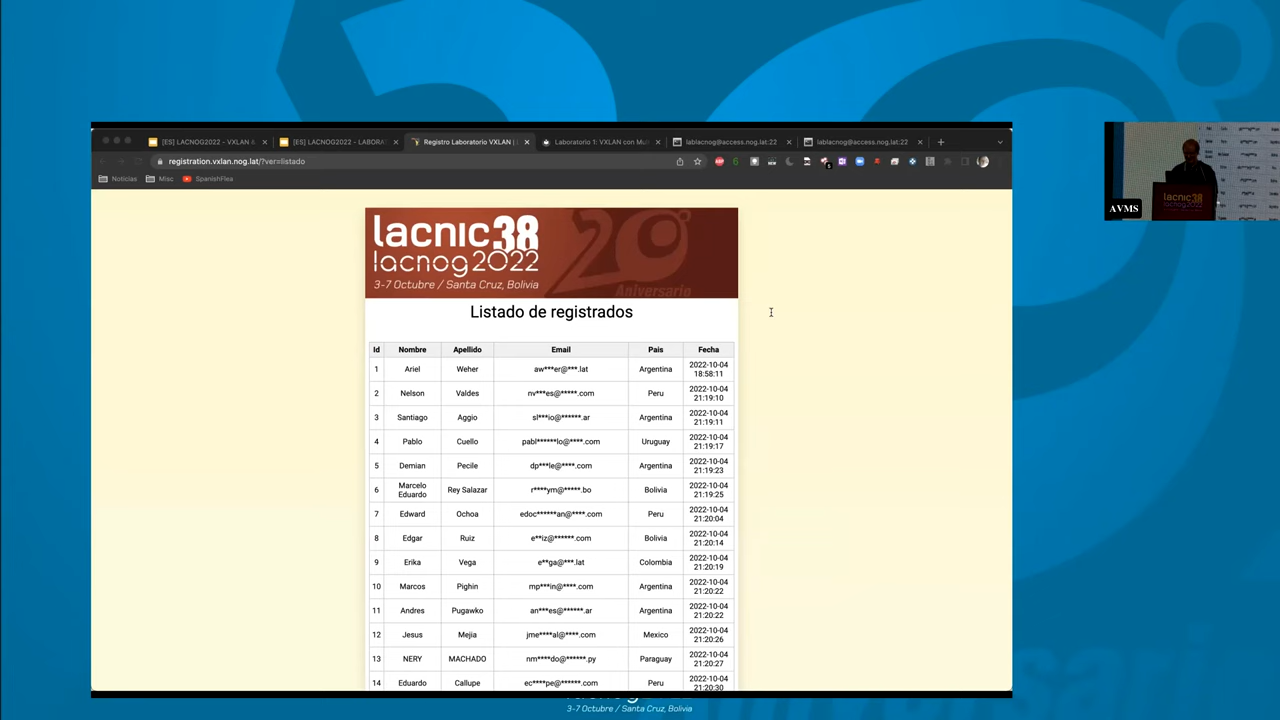 [ES] LACNOG2022 - VXLAN &
[ES] LACNOG2022 - LABORAT
Registro Laboratorio VXLAN |
Laboratorio 1: VXLAN con Mul
lablacnog@access.nog.lat:22
lablacnog@access.nog.lat:22
registration.vxlan.nog.lat/?ver=listado
Noticias
Misc
SpanishFlea
lacnic38
lacnog2022
3-7 Octubre / Santa Cruz, Bolivia
20
Aniversario
Listado de registrados
Id Nombre Apellido Email Pais Fecha
1 Ariel Weher aw***er@***.lat Argentina 2022-10-04 18:58:11
2 Nelson Valdes nv***es@*****.com Peru 2022-10-04 21:19:10
3 Santiago Aggio sl***io@******.ar Argentina 2022-10-04 21:19:11
4 Pablo Cuello pabl******lo@****.com Uruguay 2022-10-04 21:19:17
5 Demian Pecile dp***le@****.com Argentina 2022-10-04 21:19:23
6 Marcelo Eduardo Rey Salazar r****ym@*****.bo Bolivia 2022-10-04 21:19:25
7 Edward Ochoa edoc******an@****.com Peru 2022-10-04 21:20:04
8 Edgar Ruiz e**iz@******.com Bolivia 2022-10-04 21:20:14
9 Erika Vega e**ga@***.lat Colombia 2022-10-04 21:20:19
10 Marcos Pighin mp***in@****.com Argentina 2022-10-04 21:20:22
11 Andres Pugawko an***es@******.ar Argentina 2022-10-04 21:20:22
12 Jesus Mejia jme****al@****.com Mexico 2022-10-04 21:20:26
13 NERY MACHADO nm****do@******.py Paraguay 2022-10-04 21:20:27
14 Eduardo Callupe ec****pe@******.com Peru 2022-10-04 21:20:30
AVMS
lacnic38
3-7 Octubre / Santa Cruz, Bolivia